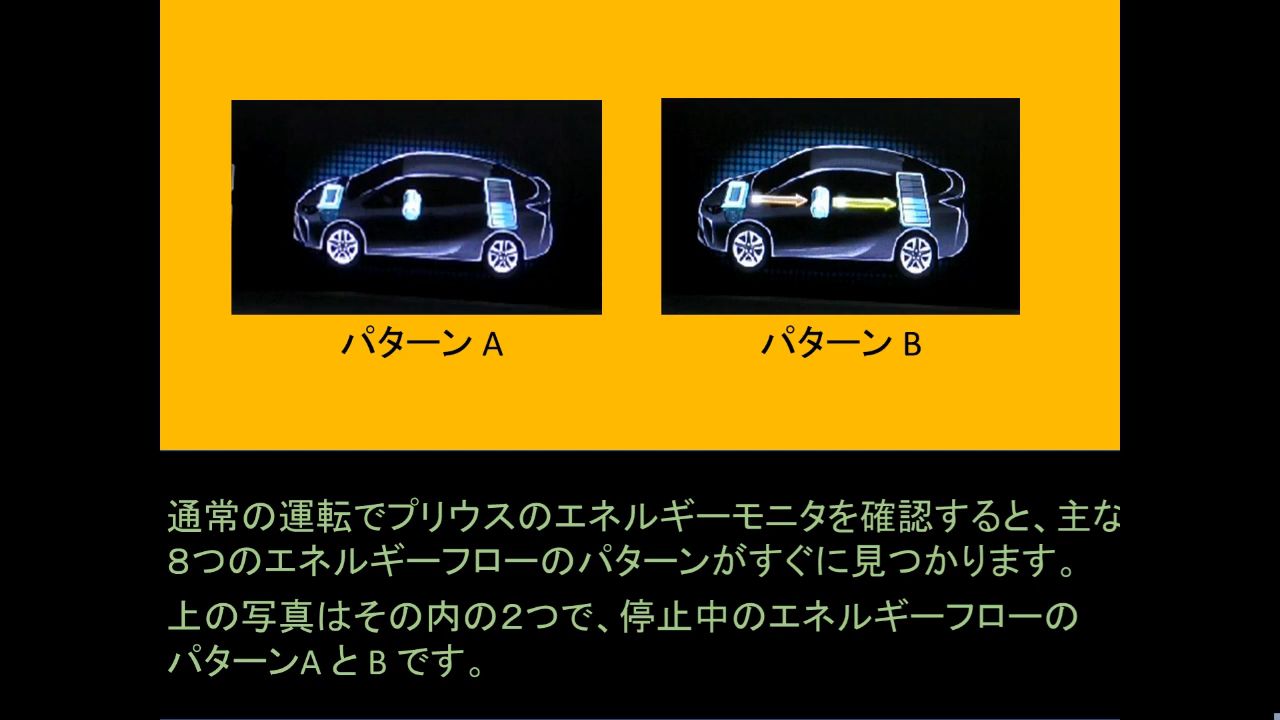 パターン A
パターン B
通常の運転でプリウスのエネルギーモニタを確認すると、主な
８つのエネルギーフローのパターンがすぐに見つかります。
上の写真はその内の２つで、停止中のエネルギーフローの
パターンA と B です。